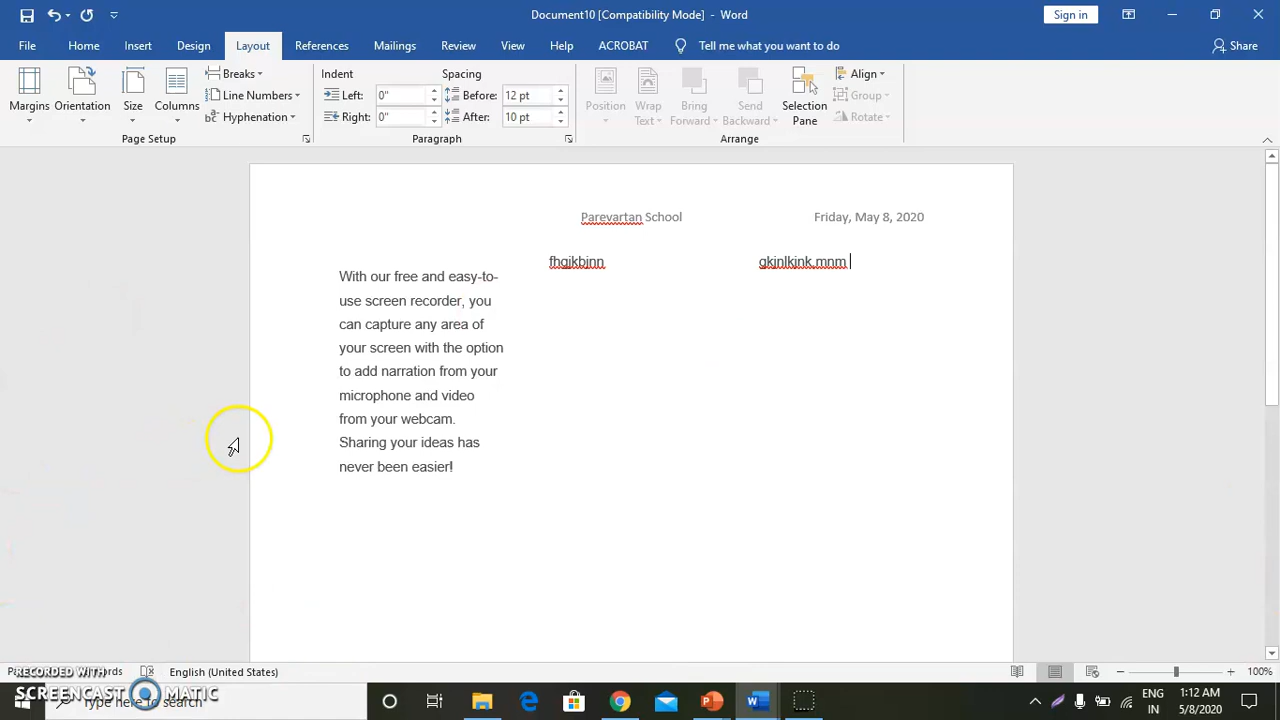 Document10 [Compatibility Mode] - Word
Sign in
File Home Insert Design Layout References Mailings Review View Help ACROBAT Tell me what you want to do Share
Margins Orientation Size Columns
Breaks
Line Numbers
Hyphenation
Page Setup
Indent Spacing
Left: 0" Before: 12 pt
Right: 0" After: 10 pt
Paragraph
Position Wrap Text Bring Forward Send Backward Selection Pane
Align
Group
Rotate
Arrange
Parevartan School Friday, May 8, 2020
With our free and easy-to-
use screen recorder, you
can capture any area of
your screen with the option
to add narration from your
microphone and video
from your webcam.
Sharing your ideas has
never been easier!
fhgjkbjnn
gkjnlkjnk,mnm
English (United States) 100%
RECORDED WITH
SCREENCAST MATIC
Type here to search
ENG
IN
1:12 AM
5/8/2020